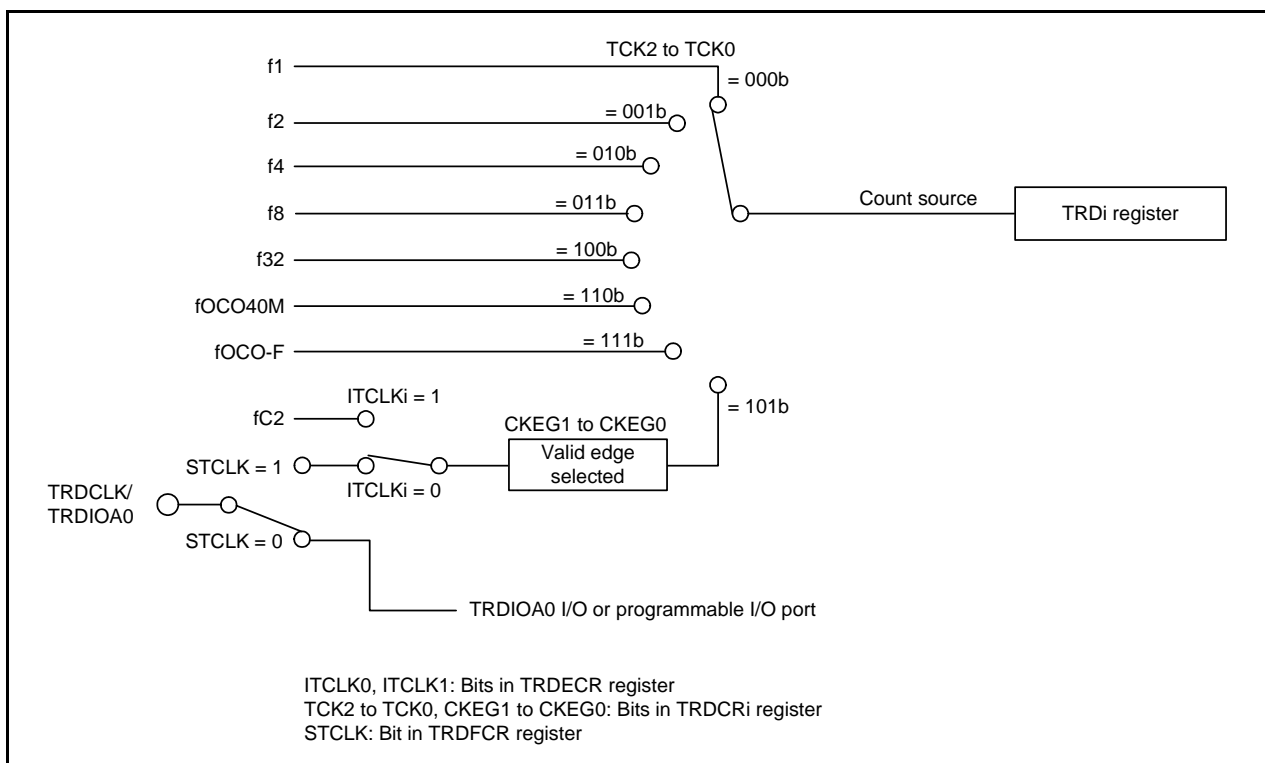 TCK2 to TCK0
f1
= 000b
f2
= 001b
f4
= 010b
f8
= 011b
Count source
TRDi register
f32
= 100b
fOCO40M
= 110b
fOCO-F
= 111b
fC2
ITCLKi = 1
= 101b
CKEG1 to CKEG0
Valid edge
selected
STCLK = 1
ITCLKi = 0
TRDCLK/
TRDIOA0
STCLK = 0
TRDIOA0 I/O or programmable I/O port
ITCLK0, ITCLK1: Bits in TRDECR register
TCK2 to TCK0, CKEG1 to CKEG0: Bits in TRDCRi register
STCLK: Bit in TRDFCR register